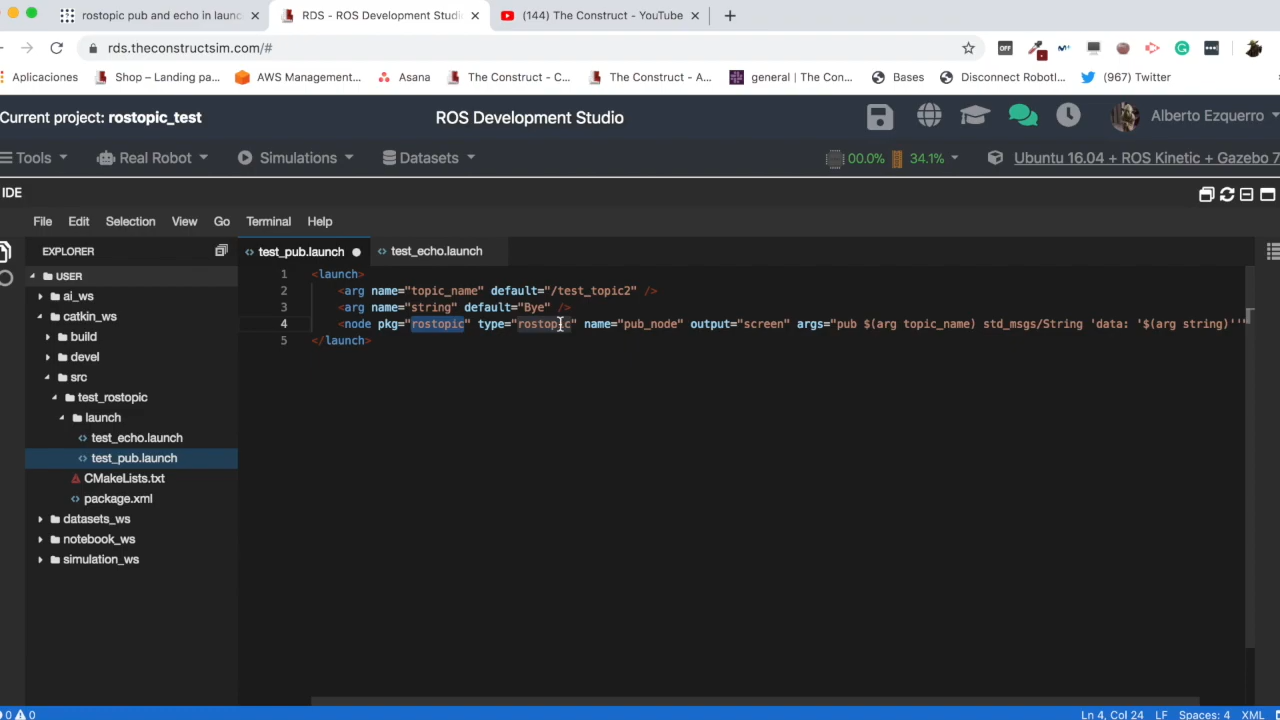 rostopic pub and echo in launc
RDS - ROS Development Studi
(144) The Construct - YouTube
rds.theconstructsim.com/#
OFF
Aplicaciones
Shop – Landing pa...
AWS Management...
Asana
The Construct - C...
The Construct - A...
general | The Con...
Bases
Disconnect Robotl...
(967) Twitter
Current project: rostopic_test
ROS Development Studio
Alberto Ezquerro
Tools
Real Robot
Simulations
Datasets
00.0%
34.1%
Ubuntu 16.04 + ROS Kinetic + Gazebo 7
IDE
File Edit Selection View Go Terminal Help
EXPLORER
test_pub.launch
test_echo.launch
USER
ai_ws
catkin_ws
build
devel
src
test_rostopic
launch
test_echo.launch
test_pub.launch
CMakeLists.txt
package.xml
datasets_ws
notebook_ws
simulation_ws
1 <launch>
2 <arg name="topic_name" default="/test_topic2" />
3 <arg name="string" default="Bye" />
4 <node pkg="rostopic" type="rostopic" name="pub_node" output="screen" args="pub $(arg topic_name) std_msgs/String 'data: '$(arg string)'''
5 </launch>
0 0
Ln 4, Col 24 LF Spaces: 4 XML